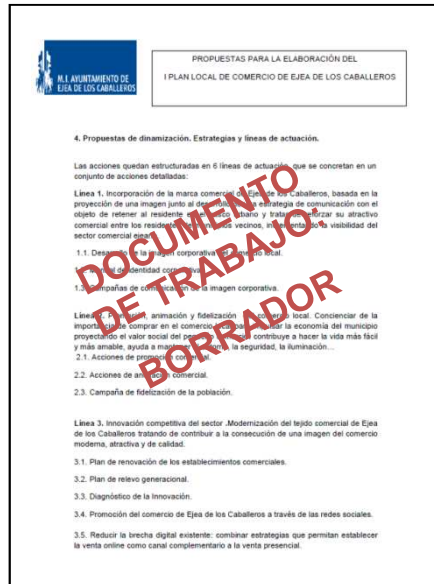 M.I. AYUNTAMIENTO DE
EJEA DE LOS CABALLEROS
PROPUESTAS PARA LA ELABORACIÓN DEL
I PLAN LOCAL DE COMERCIO DE EJEA DE LOS CABALLEROS
4. Propuestas de dinamización. Estrategias y líneas de actuación.
Las acciones quedan estructuradas en 6 líneas de actuación, que se concretan en un
conjunto de acciones detalladas:
Línea 1. Incorporación de la marca comercial de Ejea de los Caballeros, basada en la
proyección de una imagen junto al desarrollo de una estrategia de comunicación con el
objeto de retener al residente en el casco urbano y tratar de reforzar su atractivo
comercial entre los residentes de municipios vecinos, incrementando la visibilidad del
sector comercial ejeano.
1.1. Desarrollo de la imagen corporativa del comercio local.
1.2. Manual de identidad corporativa.
1.3. Campañas de comunicación de la imagen corporativa.
Línea 2. Promoción, animación y fidelización del comercio local. Concienciar de la
importancia de comprar en el comercio local para impulsar la economía del municipio
proyectando el valor social del pequeño comercio contribuye a hacer la vida más fácil
y más amable, ayuda a mantener la economía, la seguridad, la iluminación…
2.1. Acciones de promoción comercial.
2.2. Acciones de animación comercial.
2.3. Campaña de fidelización de la población.
Línea 3. Innovación competitiva del sector .Modernización del tejido comercial de Ejea
de los Caballeros tratando de contribuir a la consecución de una imagen del comercio
moderna, atractiva y de calidad.
3.1. Plan de renovación de los establecimientos comerciales.
3.2. Plan de relevo generacional.
3.3. Diagnóstico de la Innovación.
3.4. Promoción del comercio de Ejea de los Caballeros a través de las redes sociales.
3.5. Reducir la brecha digital existente: combinar estrategias que permitan establecer
la venta online como canal complementario a la venta presencial.
DOCUMENTO
DE TRABAJO:
BORRADOR